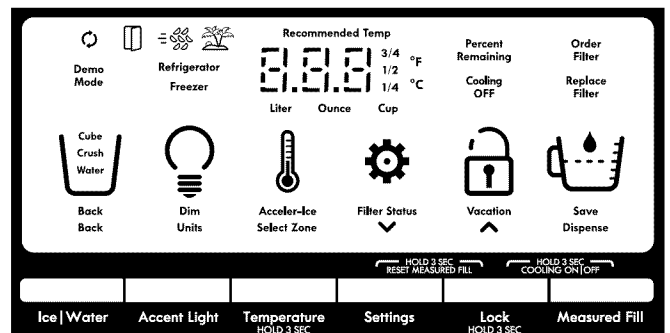 Recommended Temp
Demo
Mode
Refrigerator
Freezer
8.8.8
3/4
1/2
1/4
°F
°C
Liter Ounce Cup
Percent
Remaining
Cooling
OFF
Order
Filter
Replace
Filter
Cube
Crush
Water
Back
Back
Dim
Units
Acceler-Ice
Select Zone
Filter Status
Vacation
Save
Dispense
HOLD 3 SEC
RESET MEASURED FILL
HOLD 3 SEC
COOLING ON|OFF
Ice|Water
Accent Light
Temperature
HOLD 3 SEC
Settings
Lock
HOLD 3 SEC
Measured Fill